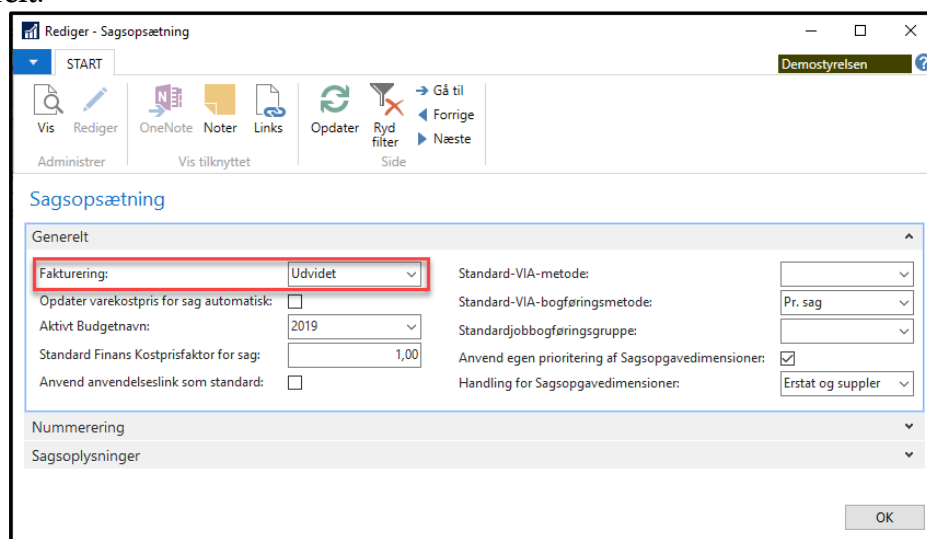 Rediger - Sagsopsætning
START
Demostyrelsen
Vis
Rediger
OneNote
Noter
Links
Opdater
Ryd
filter
Gå til
Forrige
Næste
Administrer
Vis tilknyttet
Side
Sagsopsætning
Generelt
Fakturering: Udvidet
Opdater varekostpris for sag automatisk:
Aktivt Budgetnavn: 2019
Standard Finans Kostprisfaktor for sag: 1,00
Anvend anvendelseslink som standard:
Standard-VIA-metode:
Standard-VIA-bogføringsmetode: Pr. sag
Standardjobbogføringsgruppe:
Anvend egen prioritering af Sagsopgavedimensioner:
Handling for Sagsopgavedimensioner: Erstat og suppler
Nummerering
Sagsoplysninger
OK